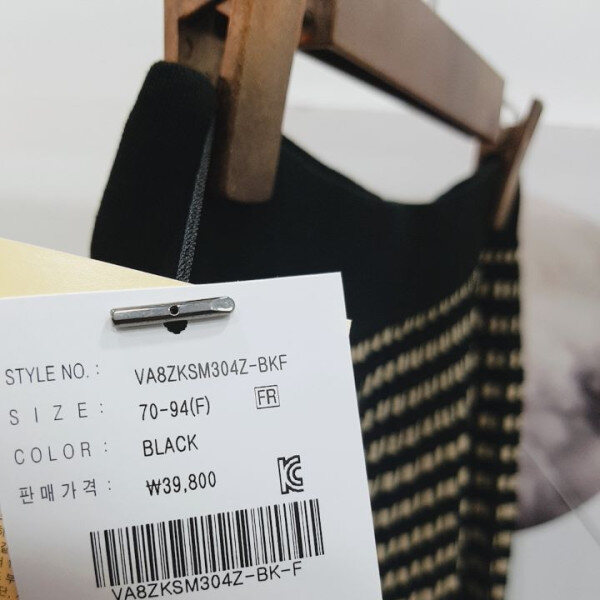 STYLE NO. : VA8ZKSM304Z-BKF
SIZE : 70-94(F) FR
COLOR : BLACK
판매가격 : ₩39,800
VA8ZKSM304Z-BK-F